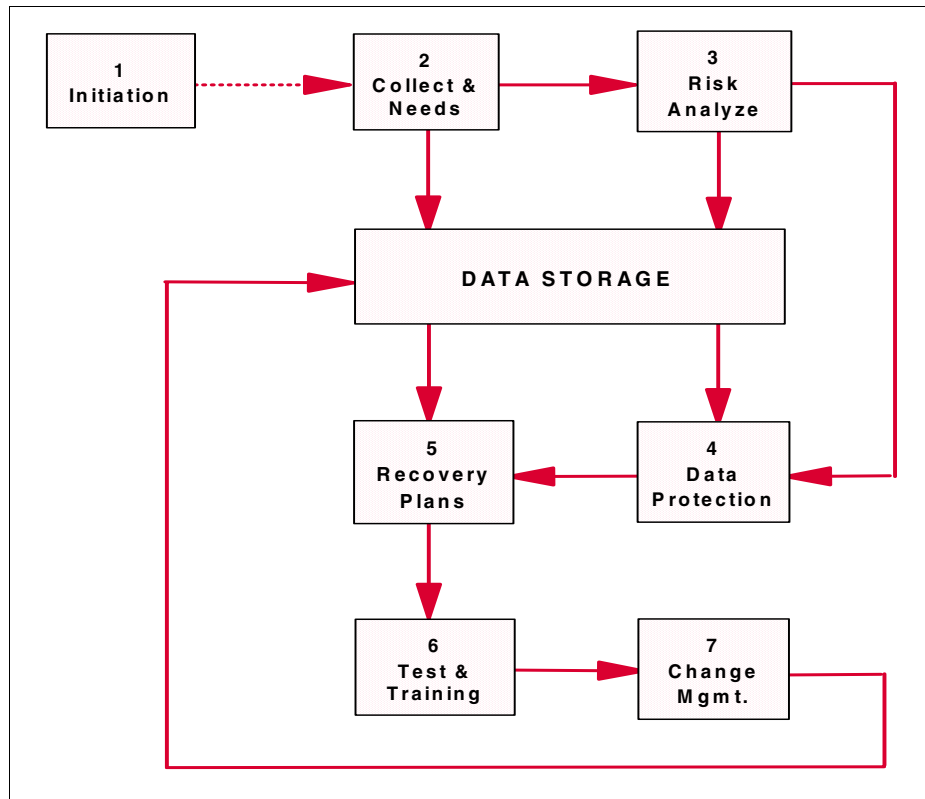 1
Initiation
2
Collect &
Needs
3
Risk
Analyze
DATA STORAGE
5
Recovery
Plans
4
Data
Protection
6
Test &
Training
7
Change
Mgmt.